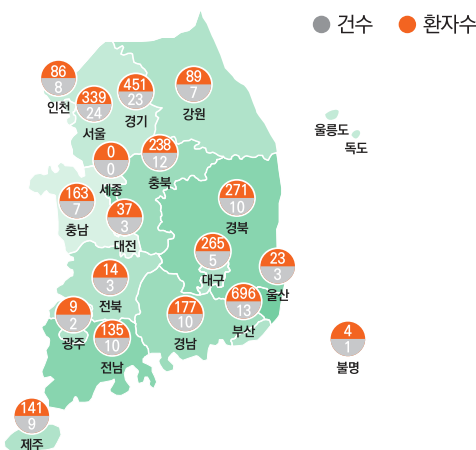 건수 환자수
86
8
인천
339
24
서울
451
23
경기
89
7
강원
울릉도
독도
0
0
세종
238
12
충북
163
7
충남
37
3
대전
271
10
경북
265
5
대구
23
3
울산
14
3
전북
9
2
광주
135
10
전남
177
10
경남
696
13
부산
4
1
불명
141
9
제주